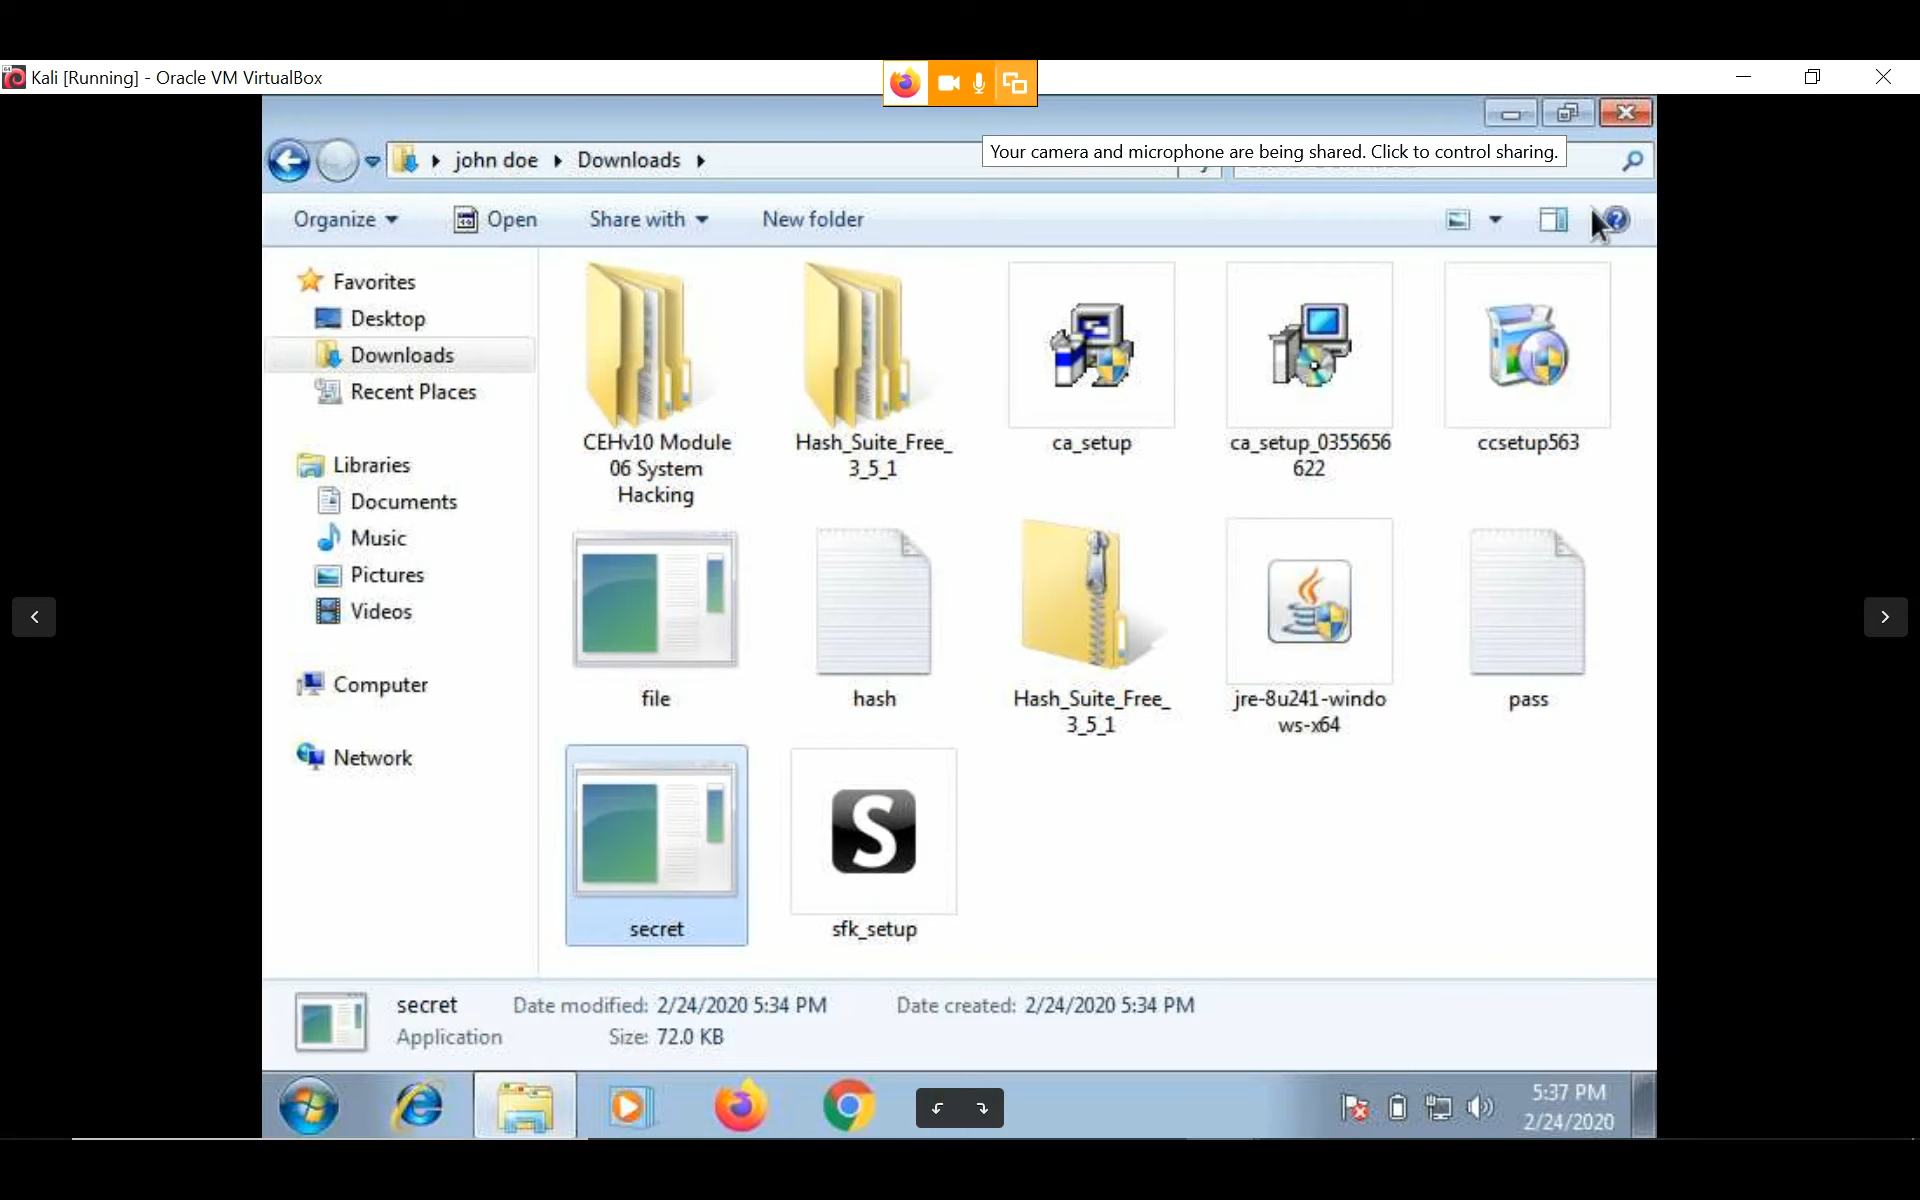 Kali [Running] - Oracle VM VirtualBox
john doe Downloads
Your camera and microphone are being shared. Click to control sharing.
Organize Open Share with New folder
Favorites
Desktop
Downloads
Recent Places
Libraries
Documents
Music
Pictures
Videos
Computer
Network
CEHv10 Module
06 System
Hacking
Hash_Suite_Free_
3_5_1
ca_setup
ca_setup_0355656
622
ccsetup563
file
hash
Hash_Suite_Free_
3_5_1
jre-8u241-windo
ws-x64
pass
secret
S
sfk_setup
secret Date modified: 2/24/2020 5:34 PM Date created: 2/24/2020 5:34 PM
Application Size: 72.0 KB
5:37 PM
2/24/2020